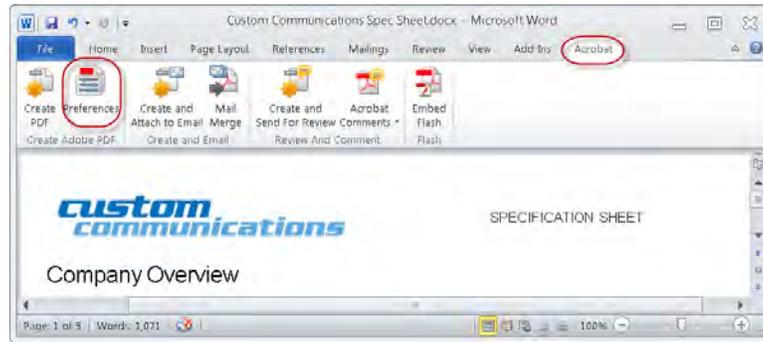 W Custom Communications Spec Sheet.docx - Microsoft Word
File Home Insert Page Layout References Mailings Review View Add-Ins Acrobat
Create PDF Preferences Create and Attach to Email Mail Merge Create and Send For Review Acrobat Comments Embed Flash
Create Adobe PDF Create and Email Review And Comment Flash
custom
communications
SPECIFICATION SHEET
Company Overview
Page: 1 of 5 Words: 1,071 100%